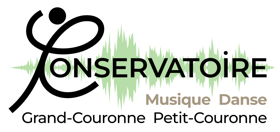 CONSERVATOIRE
Musique Danse
Grand-Couronne Petit-Couronne